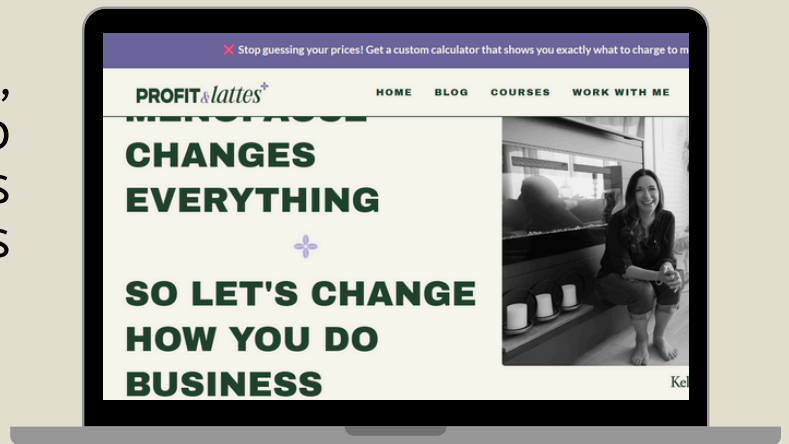 ❌ Stop guessing your prices! Get a custom calculator that shows you exactly what to charge to m
PROFIT & lattes
HOME BLOG COURSES WORK WITH ME
MENOPAUSE
CHANGES
EVERYTHING
SO LET'S CHANGE
HOW YOU DO
BUSINESS
Kel